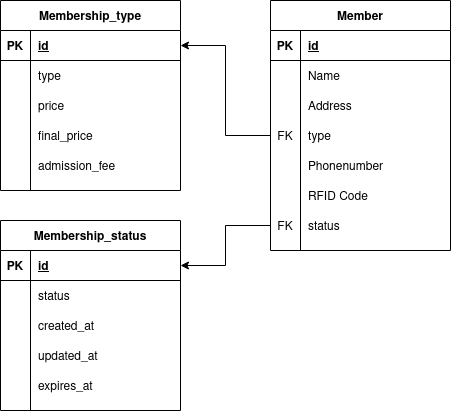 Membership_type
PK id
type
price
final_price
admission_fee
Member
PK id
Name
Address
FK type
Phonenumber
RFID Code
FK status
Membership_status
PK id
status
created_at
updated_at
expires_at